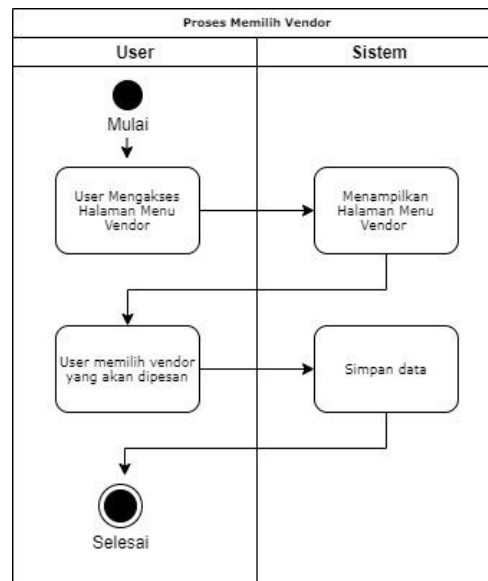 Proses Memilih Vendor
User
Sistem
Mulai
User Mengakses
Halaman Menu
Vendor
Menampilkan
Halaman Menu
Vendor
User memilih vendor
yang akan dipesan
Simpan data
Selesai